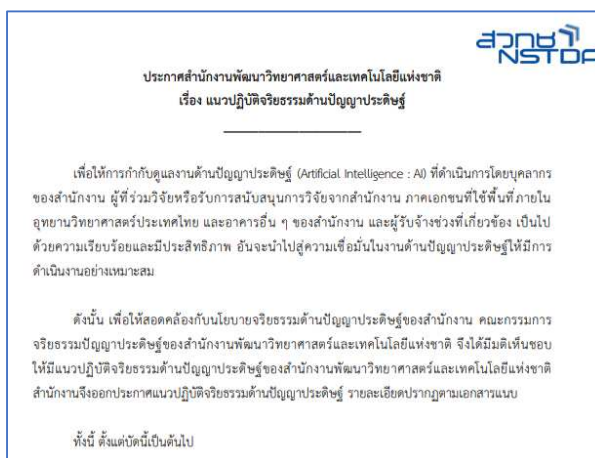 สวทช
NSTDA
ประกาศสำนักงานพัฒนาวิทยาศาสตร์และเทคโนโลยีแห่งชาติ
เรื่อง แนวปฏิบัติจริยธรรมด้านปัญญาประดิษฐ์
เพื่อให้การกำกับดูแลงานด้านปัญญาประดิษฐ์ (Artificial Intelligence : AI) ที่ดำเนินการโดยบุคลากร
ของสำนักงาน ผู้ที่ร่วมวิจัยหรือรับการสนับสนุนการวิจัยจากสำนักงาน ภาคเอกชนที่ใช้พื้นที่ภายใน
อุทยานวิทยาศาสตร์ประเทศไทย และอาคารอื่น ๆ ของสำนักงาน และผู้รับจ้างช่วงที่เกี่ยวข้อง เป็นไป
ด้วยความเรียบร้อยและมีประสิทธิภาพ อันจะนำไปสู่ความเชื่อมั่นในงานด้านปัญญาประดิษฐ์ให้มีการ
ดำเนินงานอย่างเหมาะสม
ดังนั้น เพื่อให้สอดคล้องกับนโยบายจริยธรรมด้านปัญญาประดิษฐ์ของสำนักงาน คณะกรรมการ
จริยธรรมปัญญาประดิษฐ์ของสำนักงานพัฒนาวิทยาศาสตร์และเทคโนโลยีแห่งชาติ จึงได้มีมติเห็นชอบ
ให้มีแนวปฏิบัติจริยธรรมด้านปัญญาประดิษฐ์ของสำนักงานพัฒนาวิทยาศาสตร์และเทคโนโลยีแห่งชาติ
สำนักงานจึงออกประกาศแนวปฏิบัติจริยธรรมด้านปัญญาประดิษฐ์ รายละเอียดปรากฏตามเอกสารแนบ
ทั้งนี้ ตั้งแต่บัดนี้เป็นต้นไป